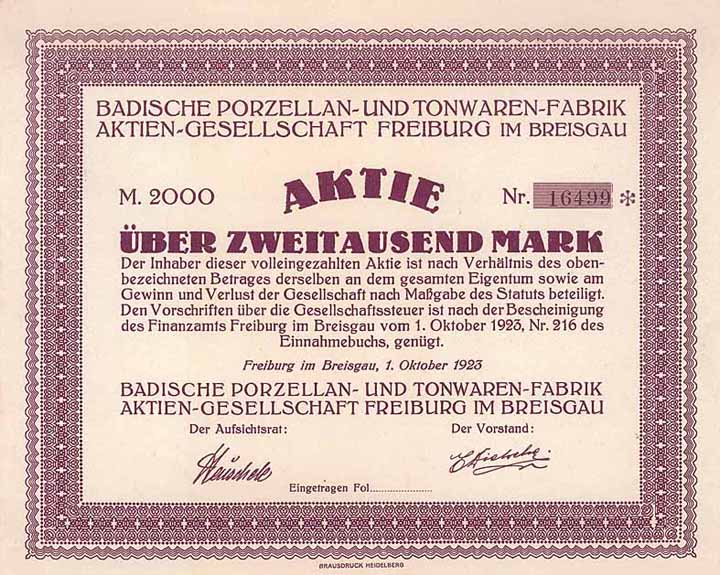 BADISCHE PORZELLAN- UND TONWAREN-FABRIK
AKTIEN-GESELLSCHAFT FREIBURG IM BREISGAU
M. 2000 AKTIE Nr. 16499 *
ÜBER ZWEITAUSEND MARK
Der Inhaber dieser volleingezahlten Aktie ist nach Verhältnis des oben-
bezeichneten Betrages derselben an dem gesamten Eigentum sowie am
Gewinn und Verlust der Gesellschaft nach Maßgabe des Statuts beteiligt.
Den Vorschriften über die Gesellschaftssteuer ist nach der Bescheinigung
des Finanzamts Freiburg im Breisgau vom 1. Oktober 1923, Nr. 216 des
Einnahmebuchs, genügt.
Freiburg im Breisgau, 1. Oktober 1923
BADISCHE PORZELLAN- UND TONWAREN-FABRIK
AKTIEN-GESELLSCHAFT FREIBURG IM BREISGAU
Der Aufsichtsrat: Der Vorstand:
Eingetragen Fol.................
BRAUSDRUCK HEIDELBERG